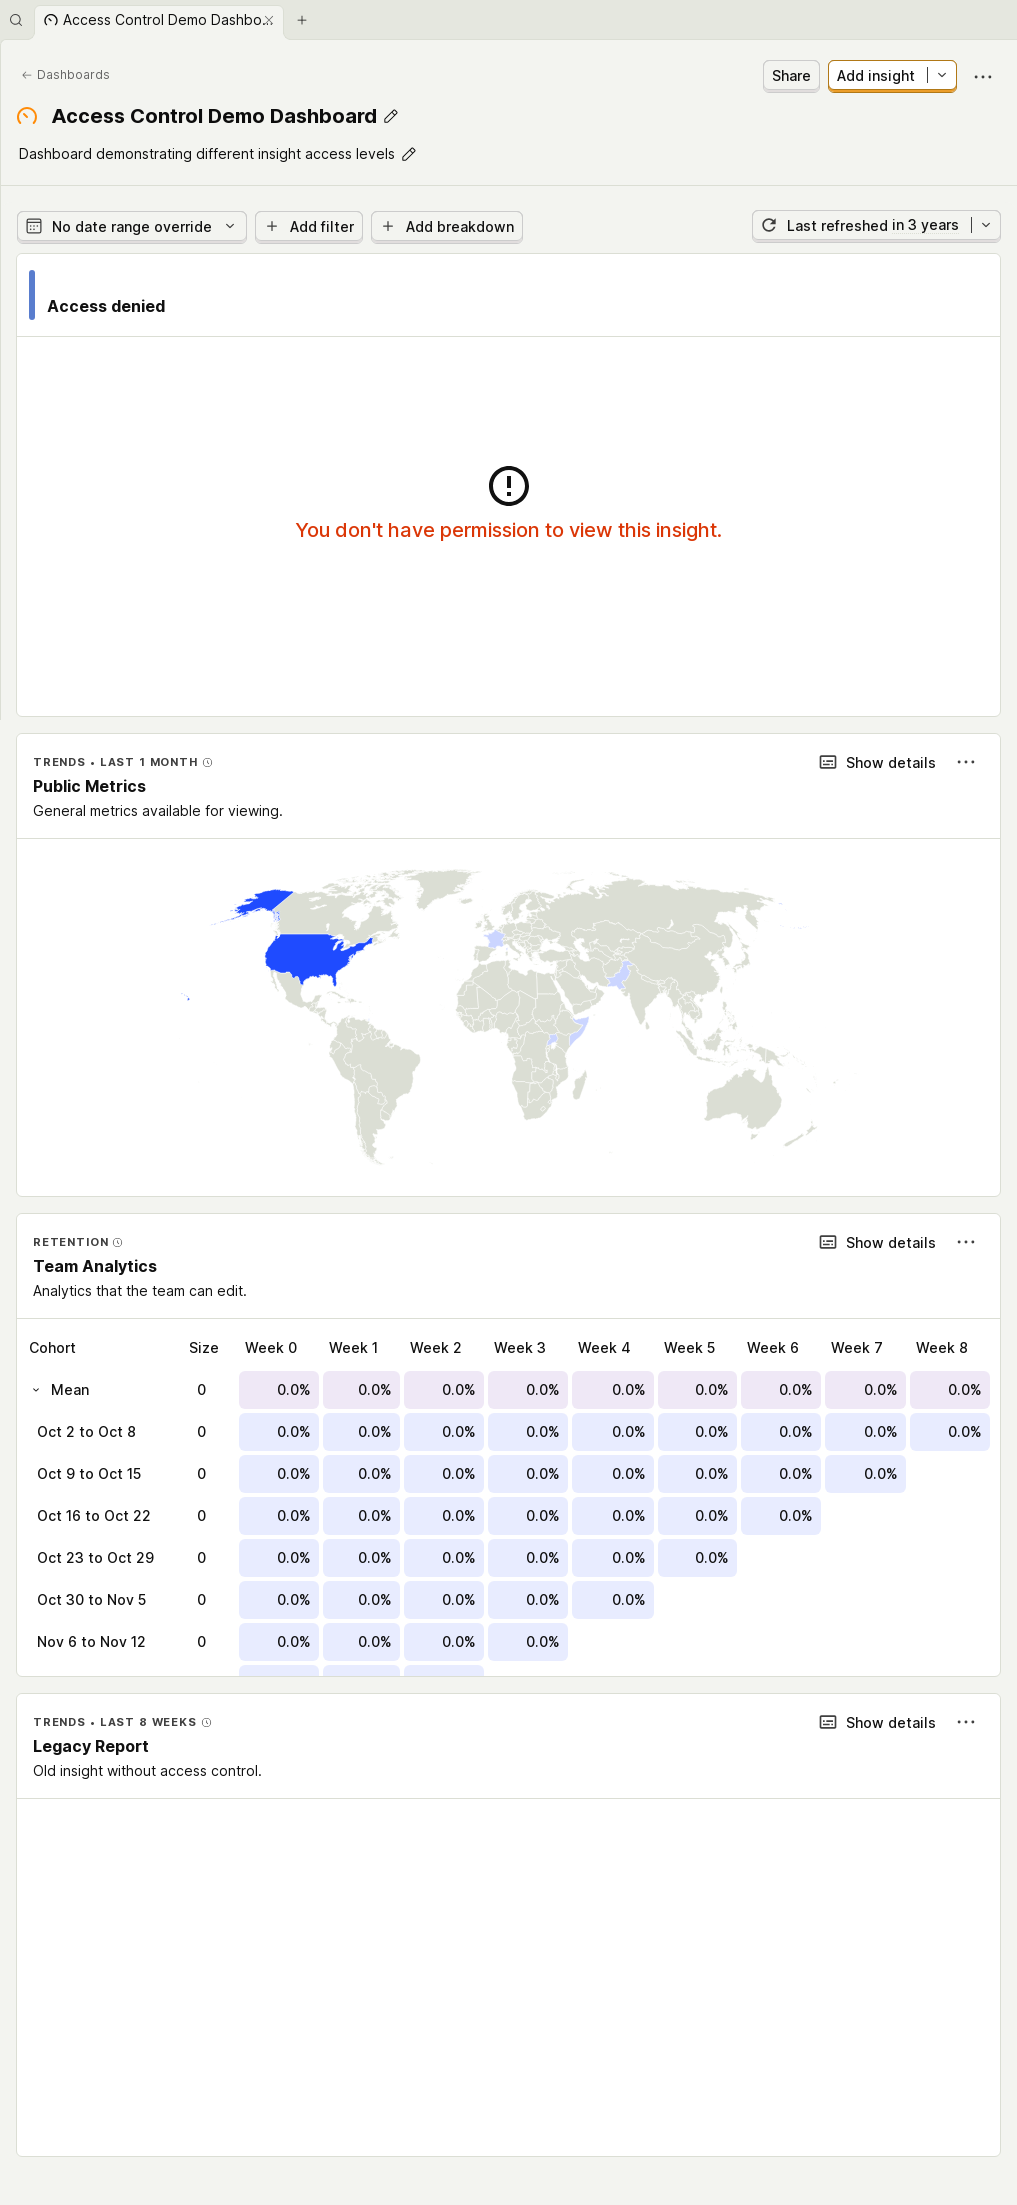 Access Control Demo Dashbo...
Dashboards
Share
Add insight
Access Control Demo Dashboard
Dashboard demonstrating different insight access levels
No date range override
Add filter
Add breakdown
Last refreshed in 3 years
Access denied
You don't have permission to view this insight.
TRENDS • LAST 1 MONTH
Show details
Public Metrics
General metrics available for viewing.
RETENTION
Show details
Team Analytics
Analytics that the team can edit.
Cohort Size Week 0 Week 1 Week 2 Week 3 Week 4 Week 5 Week 6 Week 7 Week 8
Mean 0 0.0% 0.0% 0.0% 0.0% 0.0% 0.0% 0.0% 0.0% 0.0%
Oct 2 to Oct 8 0 0.0% 0.0% 0.0% 0.0% 0.0% 0.0% 0.0% 0.0% 0.0%
Oct 9 to Oct 15 0 0.0% 0.0% 0.0% 0.0% 0.0% 0.0% 0.0% 0.0%
Oct 16 to Oct 22 0 0.0% 0.0% 0.0% 0.0% 0.0% 0.0% 0.0%
Oct 23 to Oct 29 0 0.0% 0.0% 0.0% 0.0% 0.0% 0.0%
Oct 30 to Nov 5 0 0.0% 0.0% 0.0% 0.0% 0.0%
Nov 6 to Nov 12 0 0.0% 0.0% 0.0% 0.0%
TRENDS • LAST 8 WEEKS
Show details
Legacy Report
Old insight without access control.